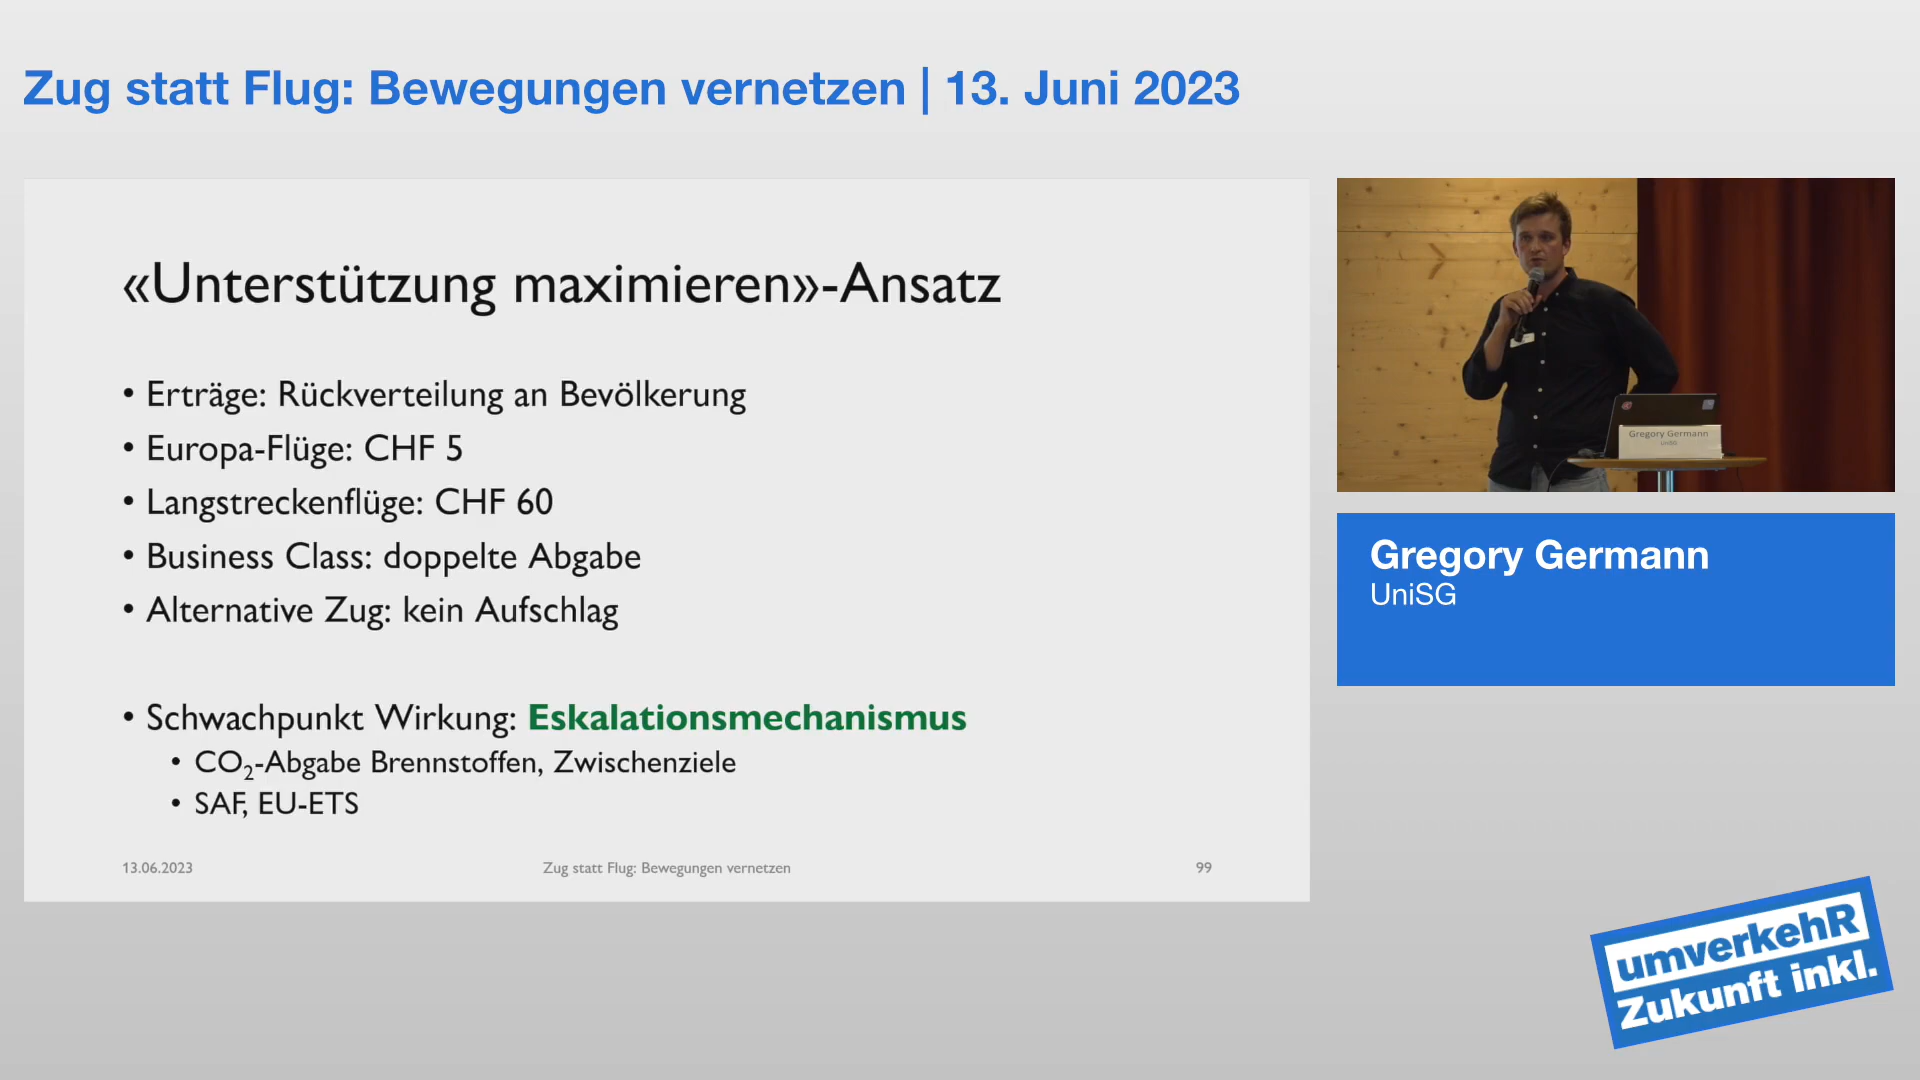 Zug statt Flug: Bewegungen vernetzen | 13. Juni 2023
«Unterstützung maximieren»-Ansatz
• Erträge: Rückverteilung an Bevölkerung
• Europa-Flüge: CHF 5
• Langstreckenflüge: CHF 60
• Business Class: doppelte Abgabe
• Alternative Zug: kein Aufschlag
• Schwachpunkt Wirkung: Eskalationsmechanismus
• CO₂-Abgabe Brennstoffen, Zwischenziele
• SAF, EU-ETS
13.06.2023 Zug statt Flug: Bewegungen vernetzen 99
Gregory Germann
UniSG
Gregory Germann
UniSG
umverkehR
Zukunft inkl.